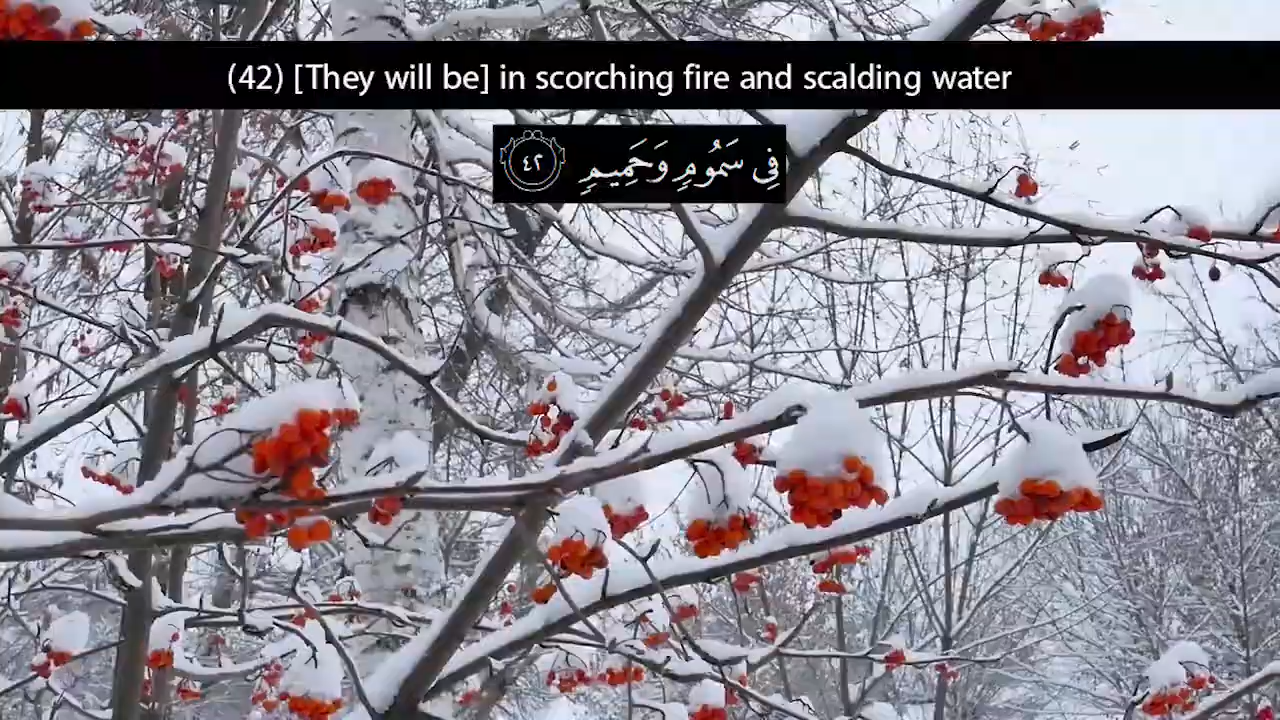 (42) [They will be] in scorching fire and scalding water
فِي سَمُومٍ وَحَمِيمٍ ٤٢